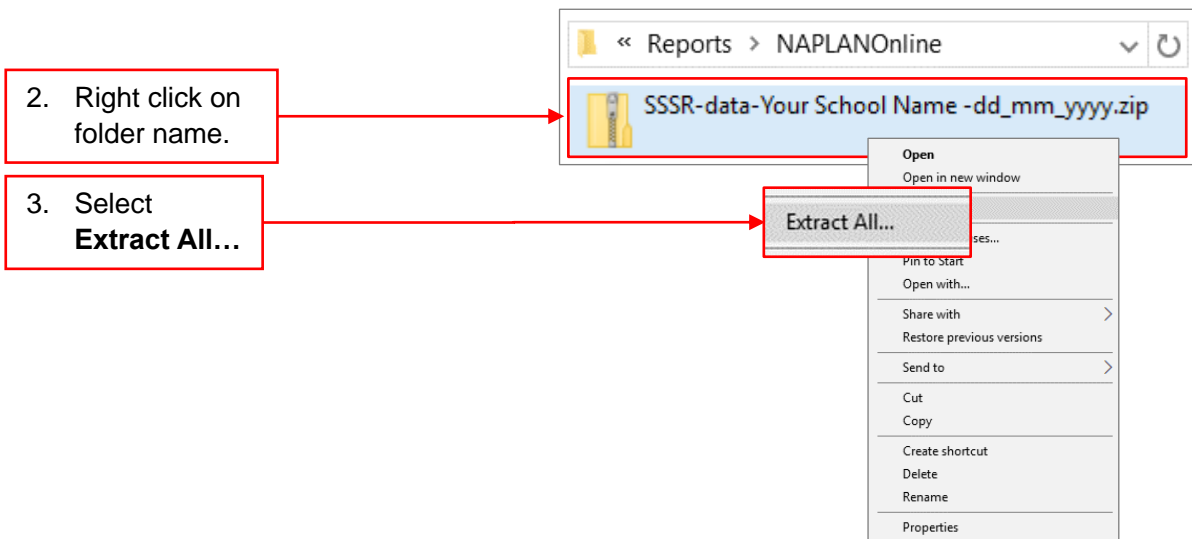 « Reports > NAPLANOnline
2. Right click on
folder name.
SSSR-data-Your School Name -dd_mm_yyyy.zip
Open
Open in new window
3. Select
Extract All…
Extract All...
ses...
Pin to Start
Open with...
Share with
Restore previous versions
Send to
Cut
Copy
Create shortcut
Delete
Rename
Properties